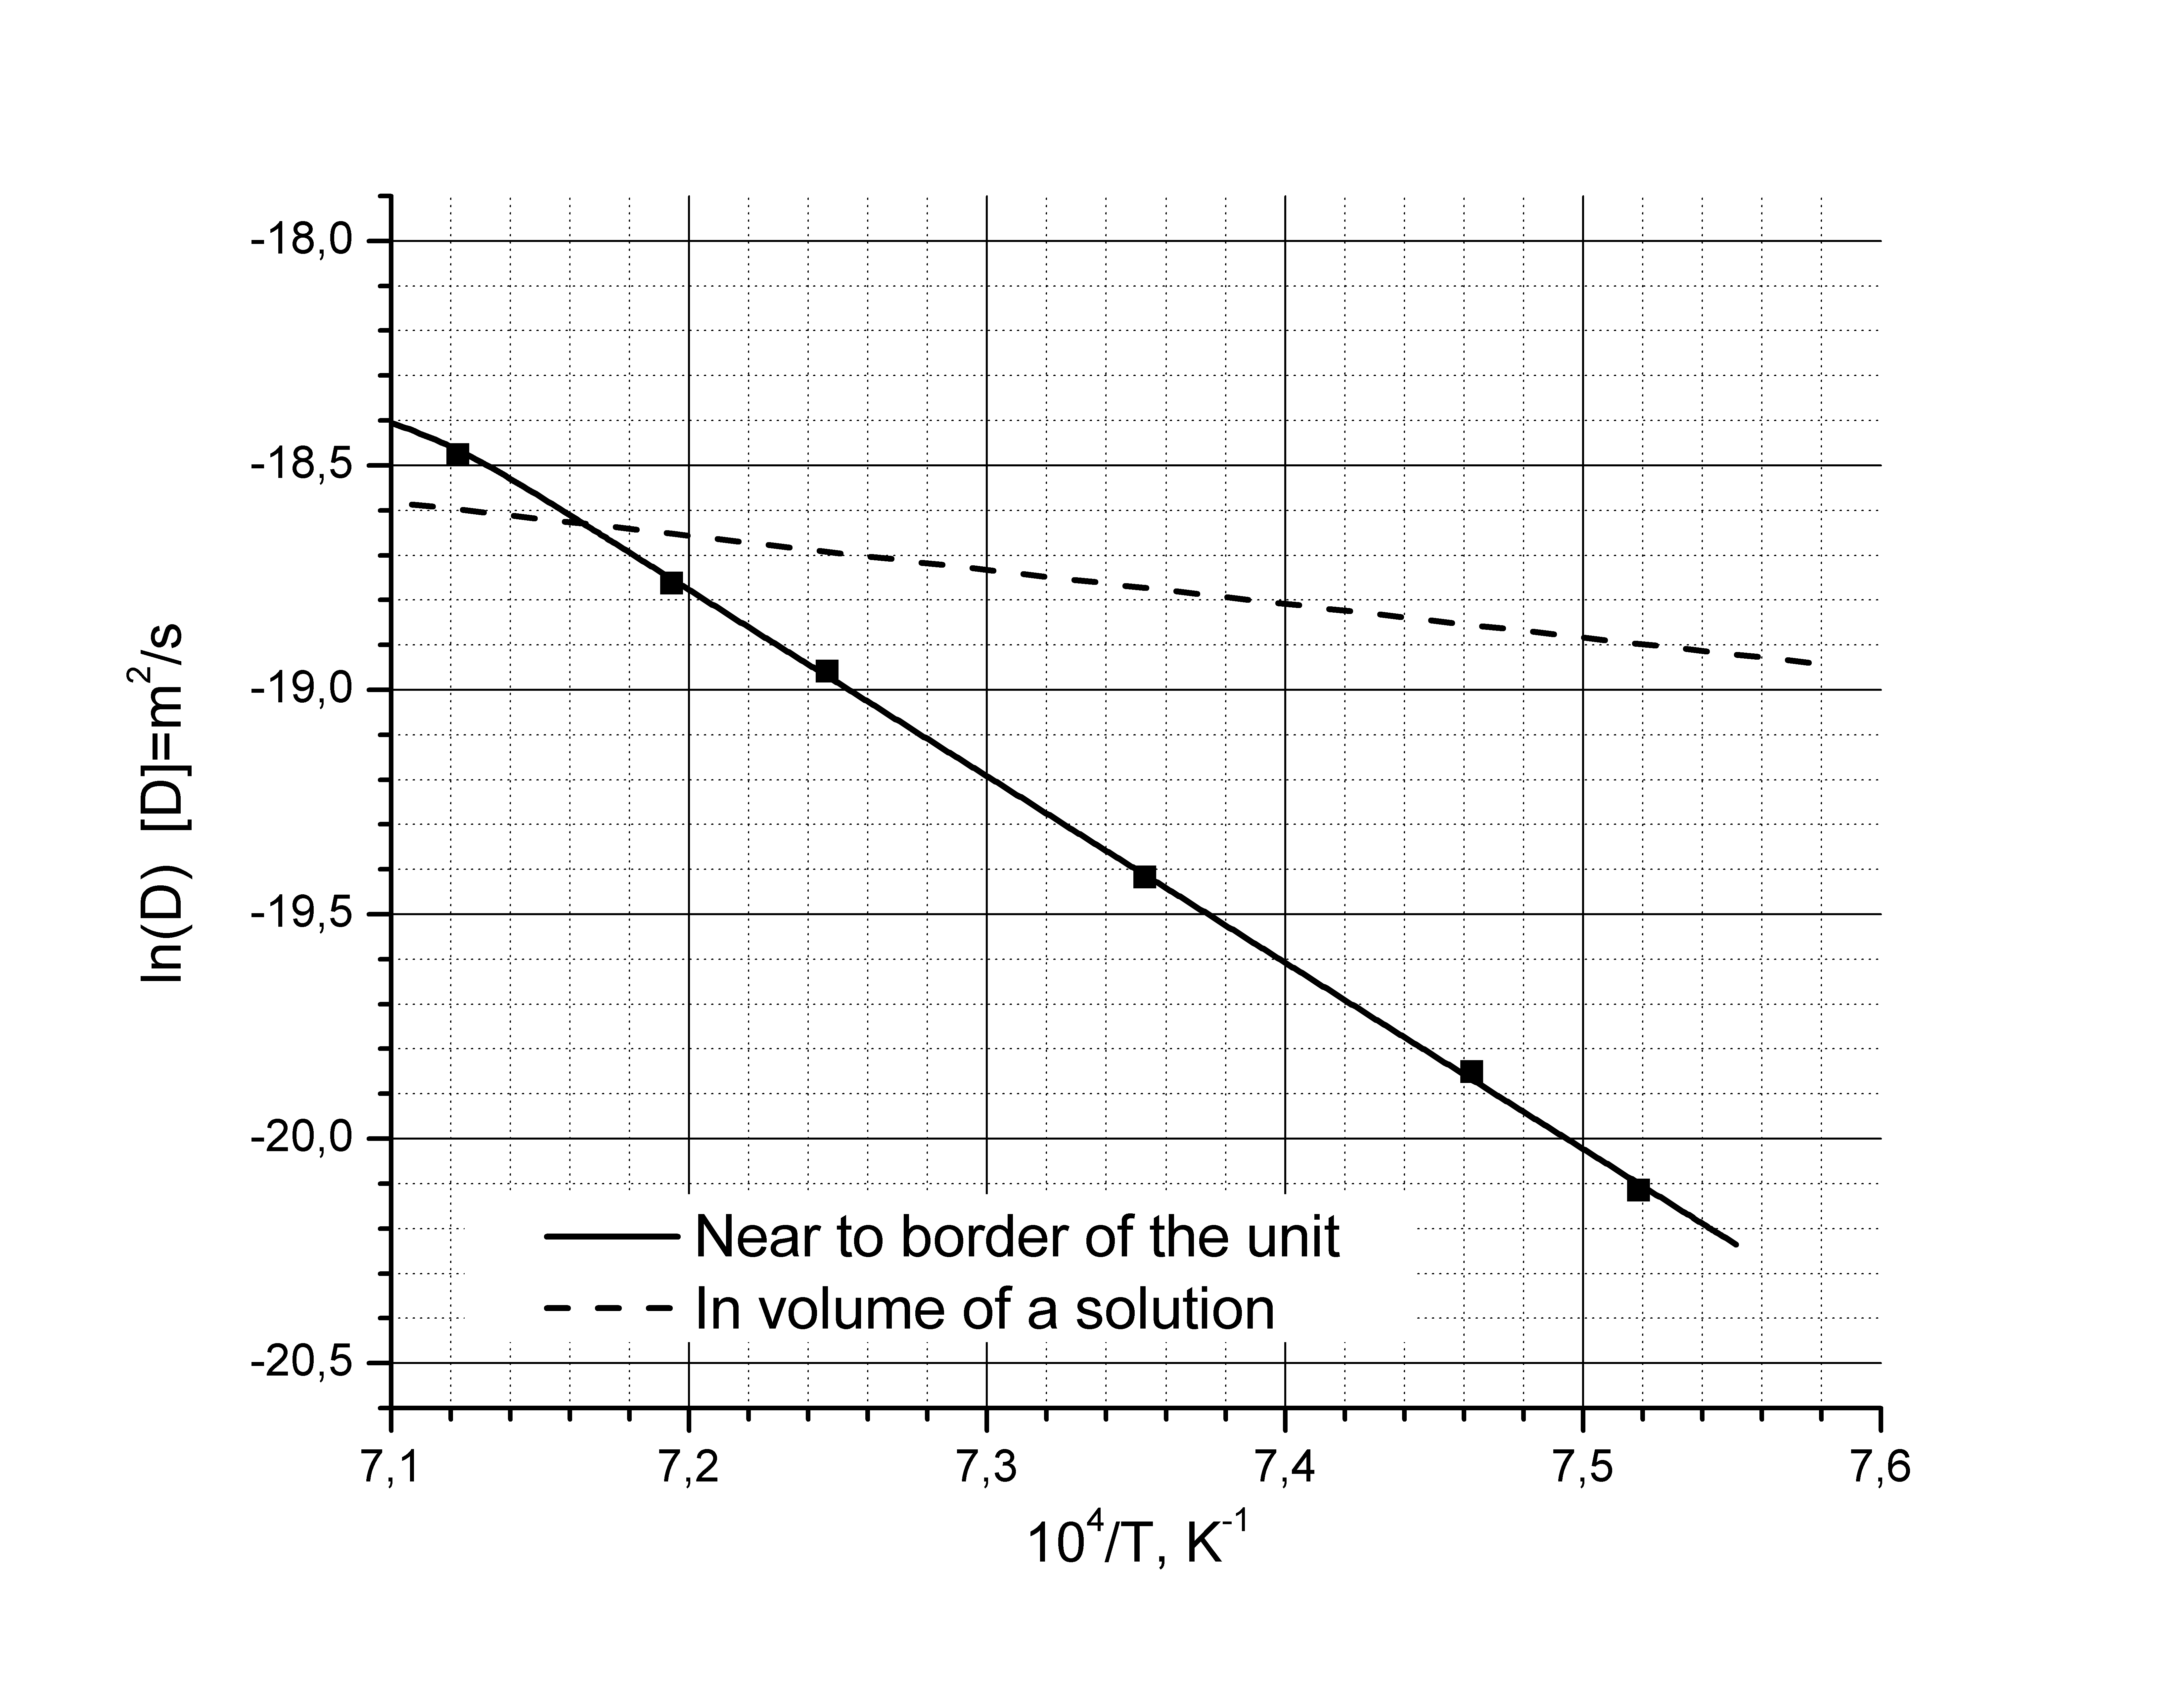 -18,0
-18,5
-19,0
-19,5
-20,0
-20,5
ln(D) [D]=m²/s
Near to border of the unit
In volume of a solution
7,1 7,2 7,3 7,4 7,5 7,6
10⁴/T, K⁻¹